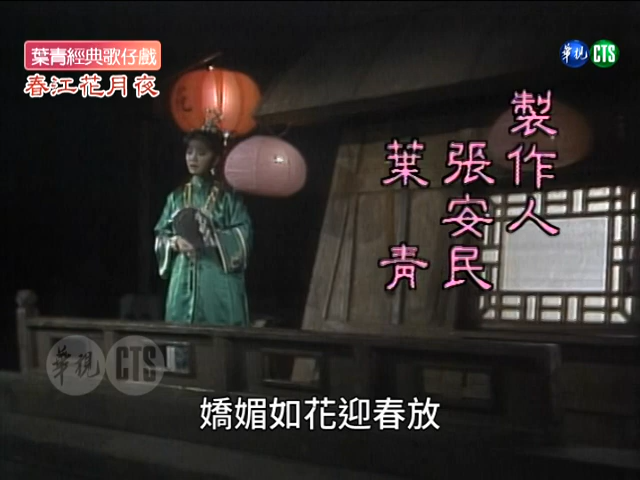 葉青經典歌仔戲
春江花月夜
華視 CTS
製作人
張安民
葉青
華視 CTS
嬌媚如花迎春放